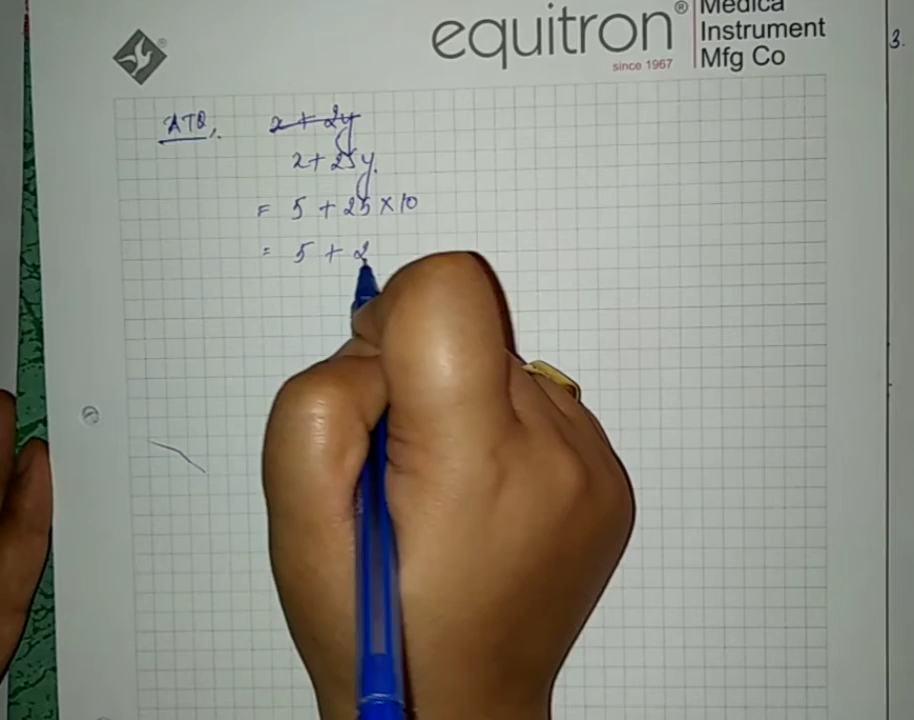 equitron®
since 1967
Medica
Instrument
Mfg Co
3.
ATQ, x + 2y
x + 25y.
= 5 + 25 × 10
= 5 + 2